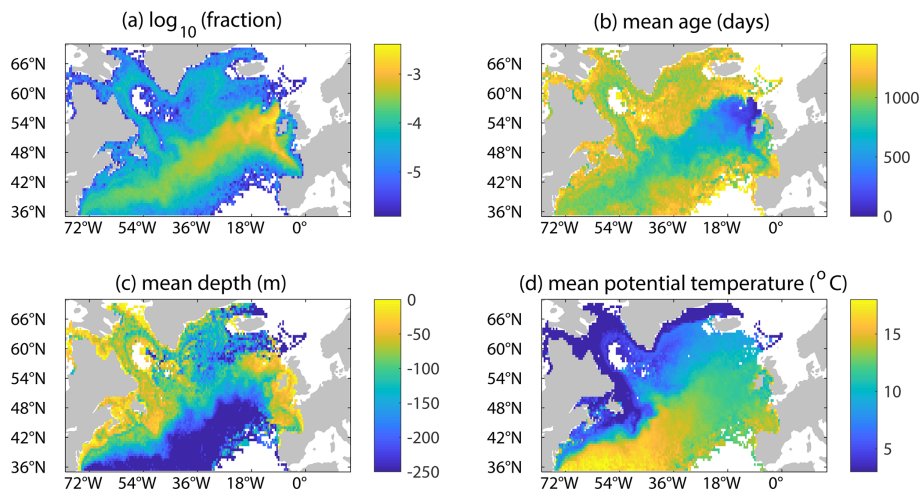 (a) log10 (fraction)
66°N
60°N
54°N
48°N
42°N
36°N
72°W 54°W 36°W 18°W 0°
-3
-4
-5
(b) mean age (days)
66°N
60°N
54°N
48°N
42°N
36°N
72°W 54°W 36°W 18°W 0°
1000
500
0
(c) mean depth (m)
66°N
60°N
54°N
48°N
42°N
36°N
72°W 54°W 36°W 18°W 0°
0
-50
-100
-150
-200
-250
(d) mean potential temperature (°C)
66°N
60°N
54°N
48°N
42°N
36°N
72°W 54°W 36°W 18°W 0°
15
10
5